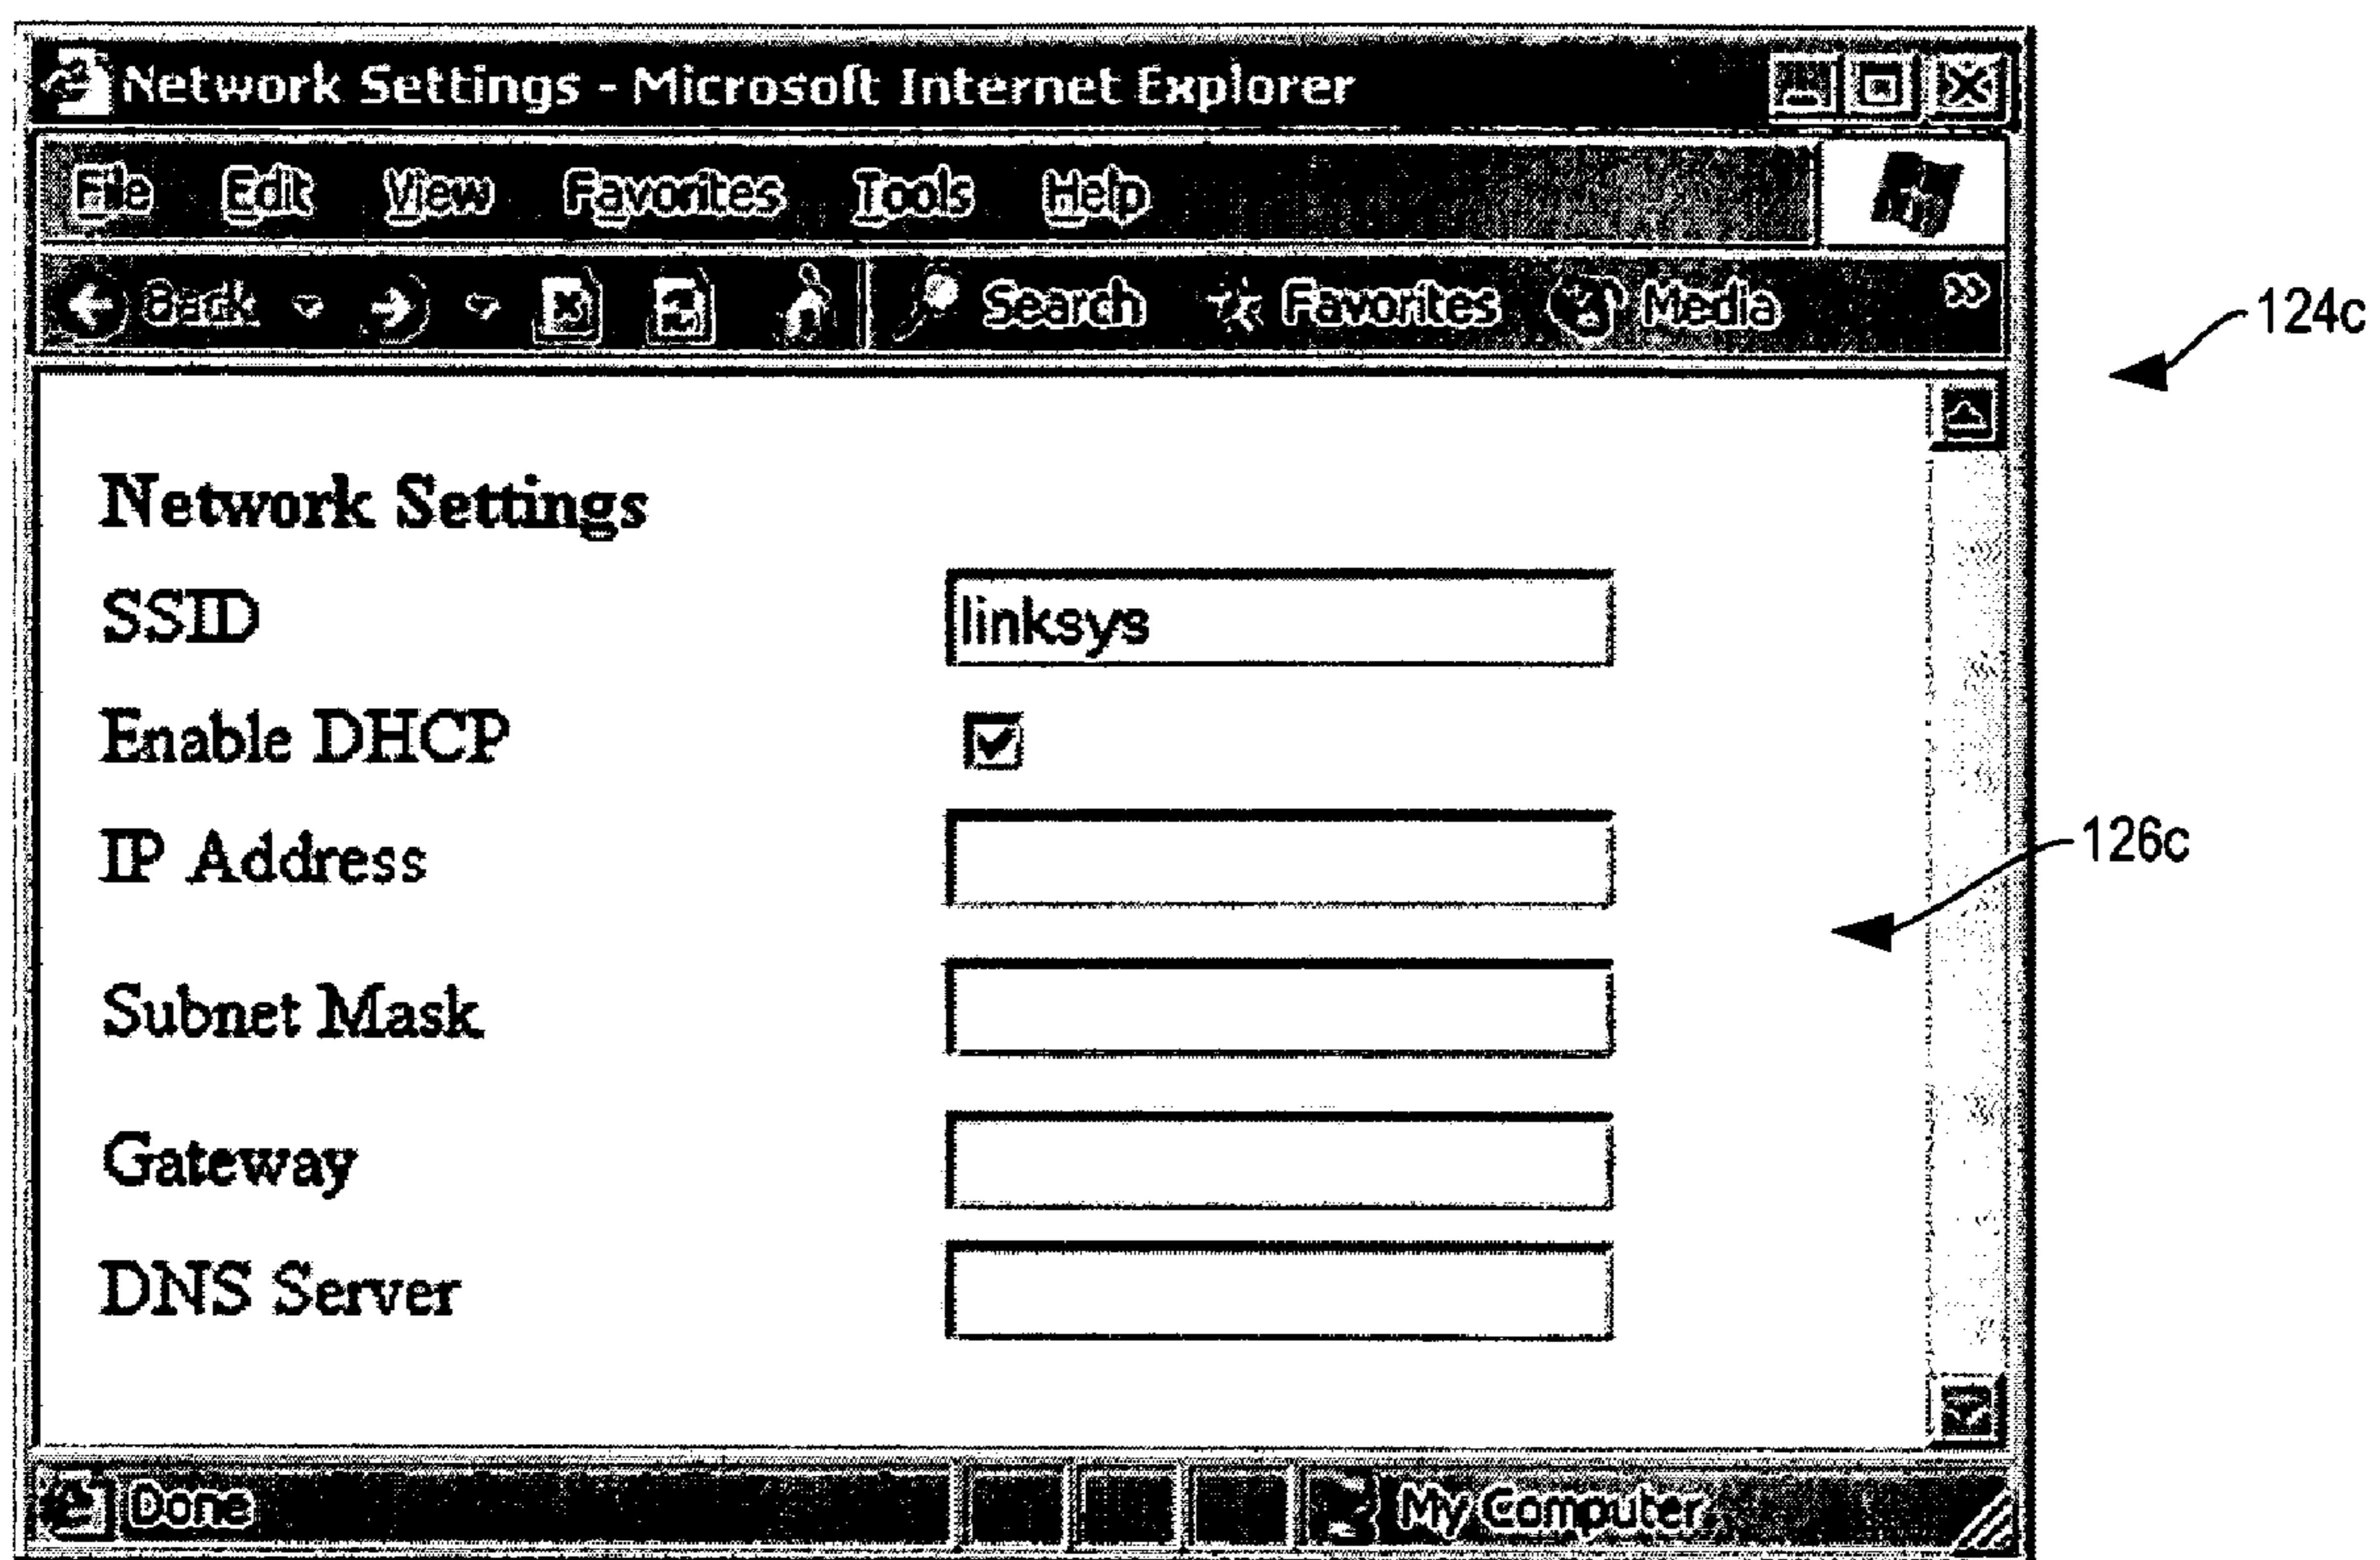 Network Settings - Microsoft Internet Explorer
File Edit View Favorites Tools Help
Back Search Favorites Media »
124c
Network Settings
SSID linksys
Enable DHCP
IP Address
126c
Subnet Mask
Gateway
DNS Server
Done My Computer